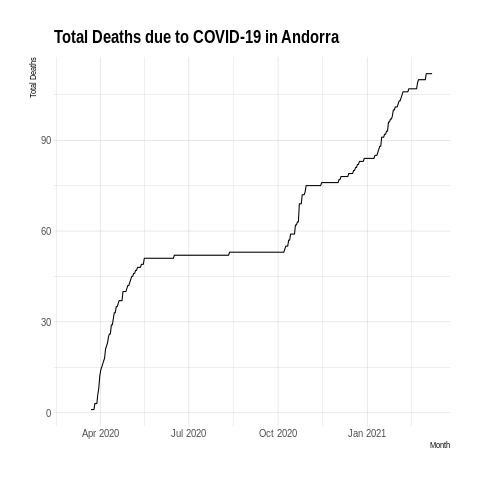 Total Deaths due to COVID-19 in Andorra
Total Deaths
90
60
30
0
Apr 2020 Jul 2020 Oct 2020 Jan 2021
Month